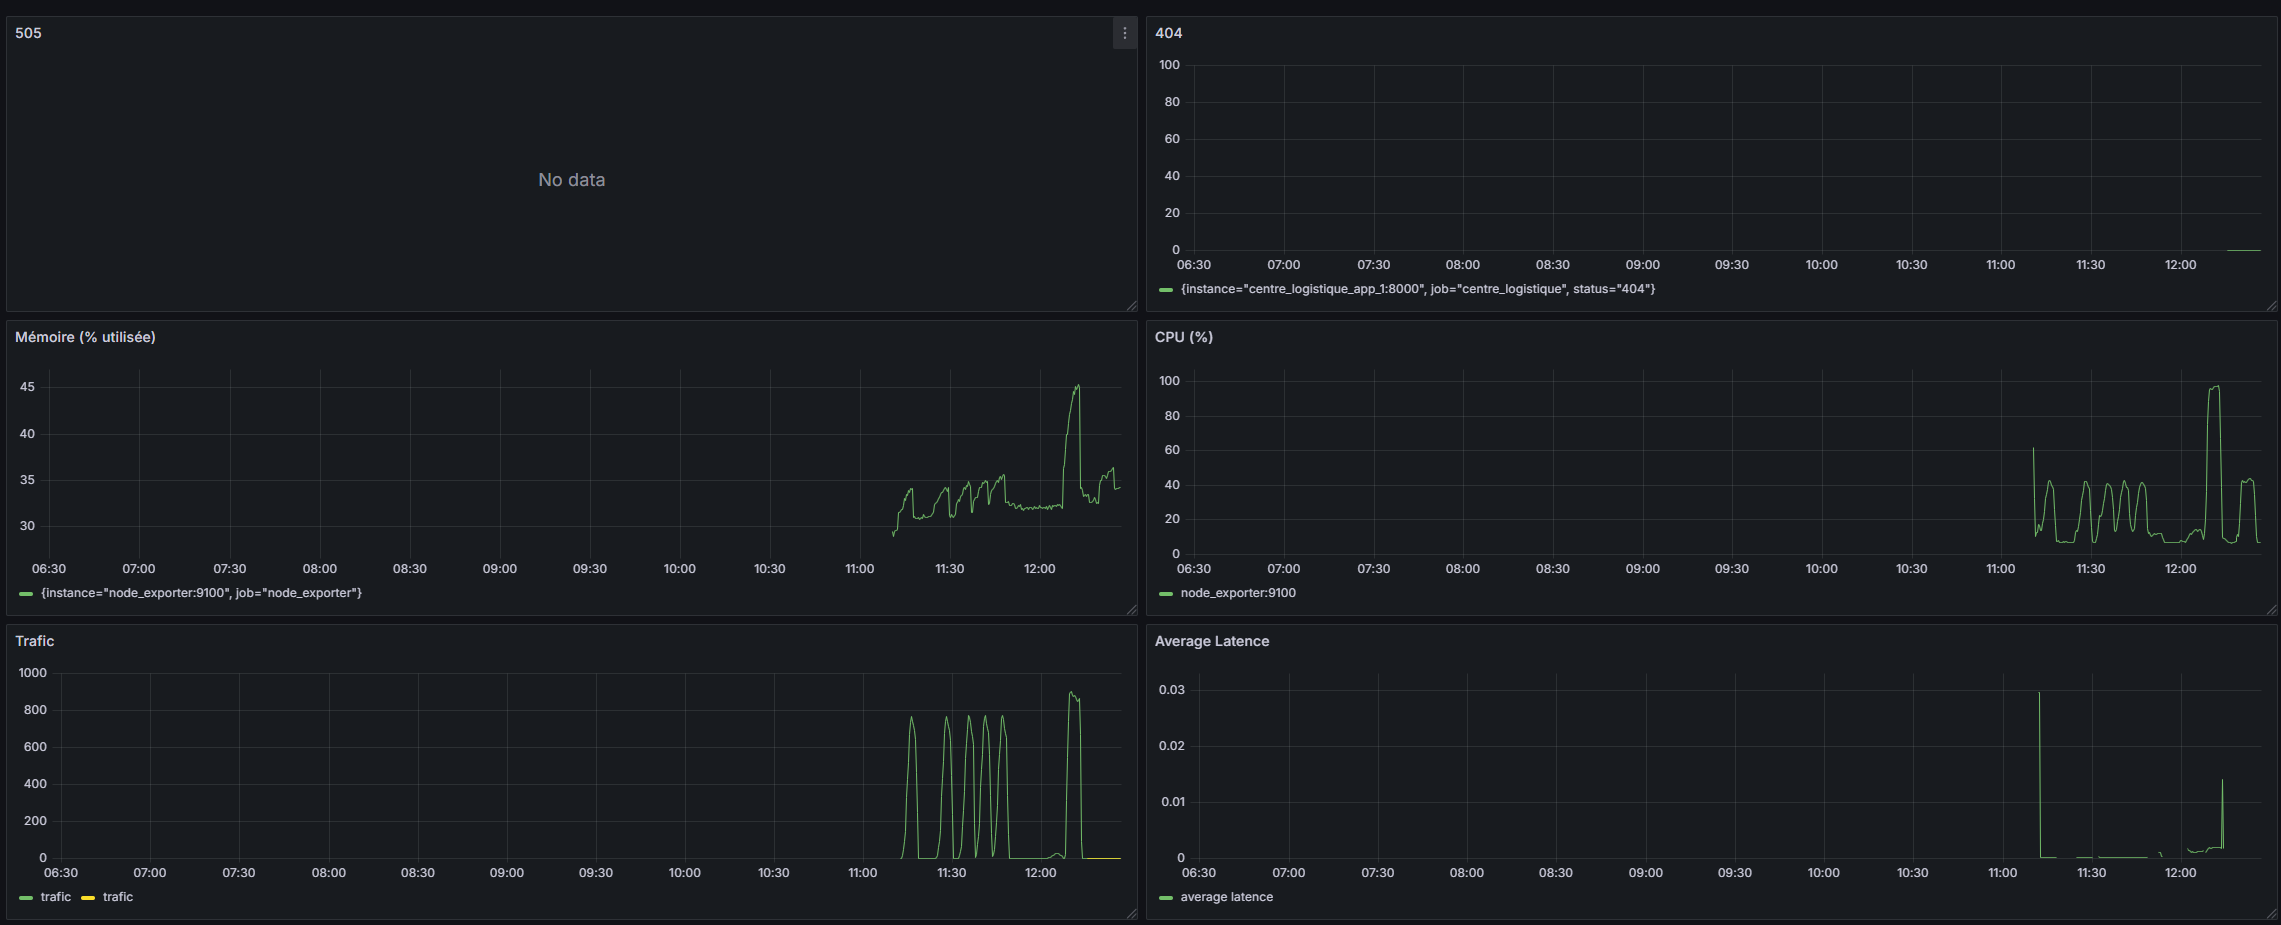 505
No data
404
100
80
60
40
20
0
06:30 07:00 07:30 08:00 08:30 09:00 09:30 10:00 10:30 11:00 11:30 12:00
{instance="centre_logistique_app_1:8000", job="centre_logistique", status="404"}
Mémoire (% utilisée)
45
40
35
30
06:30 07:00 07:30 08:00 08:30 09:00 09:30 10:00 10:30 11:00 11:30 12:00
{instance="node_exporter:9100", job="node_exporter"}
CPU (%)
100
80
60
40
20
0
06:30 07:00 07:30 08:00 08:30 09:00 09:30 10:00 10:30 11:00 11:30 12:00
node_exporter:9100
Trafic
1000
800
600
400
200
0
06:30 07:00 07:30 08:00 08:30 09:00 09:30 10:00 10:30 11:00 11:30 12:00
trafic trafic
Average Latence
0.03
0.02
0.01
0
06:30 07:00 07:30 08:00 08:30 09:00 09:30 10:00 10:30 11:00 11:30 12:00
average latency